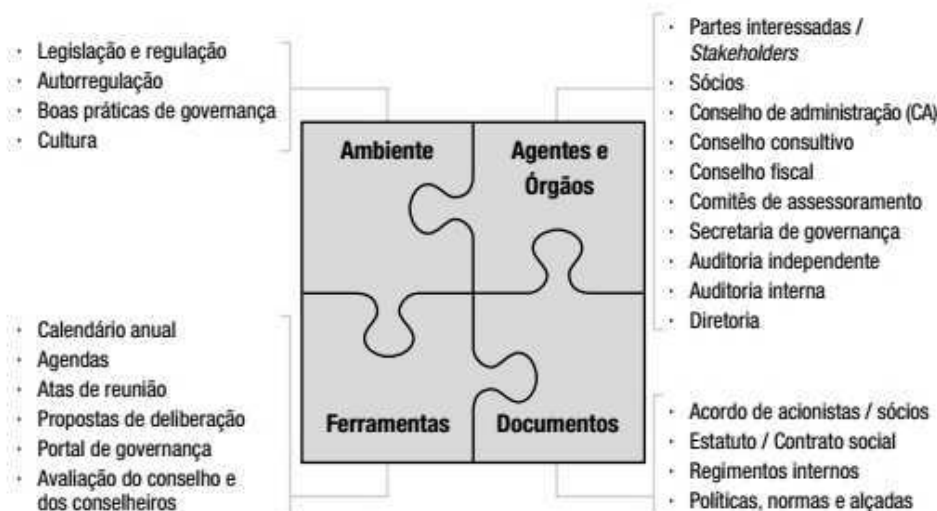 · Legislação e regulação
· Autorregulação
· Boas práticas de governança
· Cultura
· Partes interessadas /
Stakeholders
· Sócios
· Conselho de administração (CA)
· Conselho consultivo
· Conselho fiscal
· Comitês de assessoramento
· Secretaria de governança
· Auditoria independente
· Auditoria interna
· Diretoria
Ambiente
Agentes e
Órgãos
Ferramentas
Documentos
· Calendário anual
· Agendas
· Atas de reunião
· Propostas de deliberação
· Portal de governança
· Avaliação do conselho e
dos conselheiros
· Acordo de acionistas / sócios
· Estatuto / Contrato social
· Regimentos internos
· Políticas, normas e alçadas